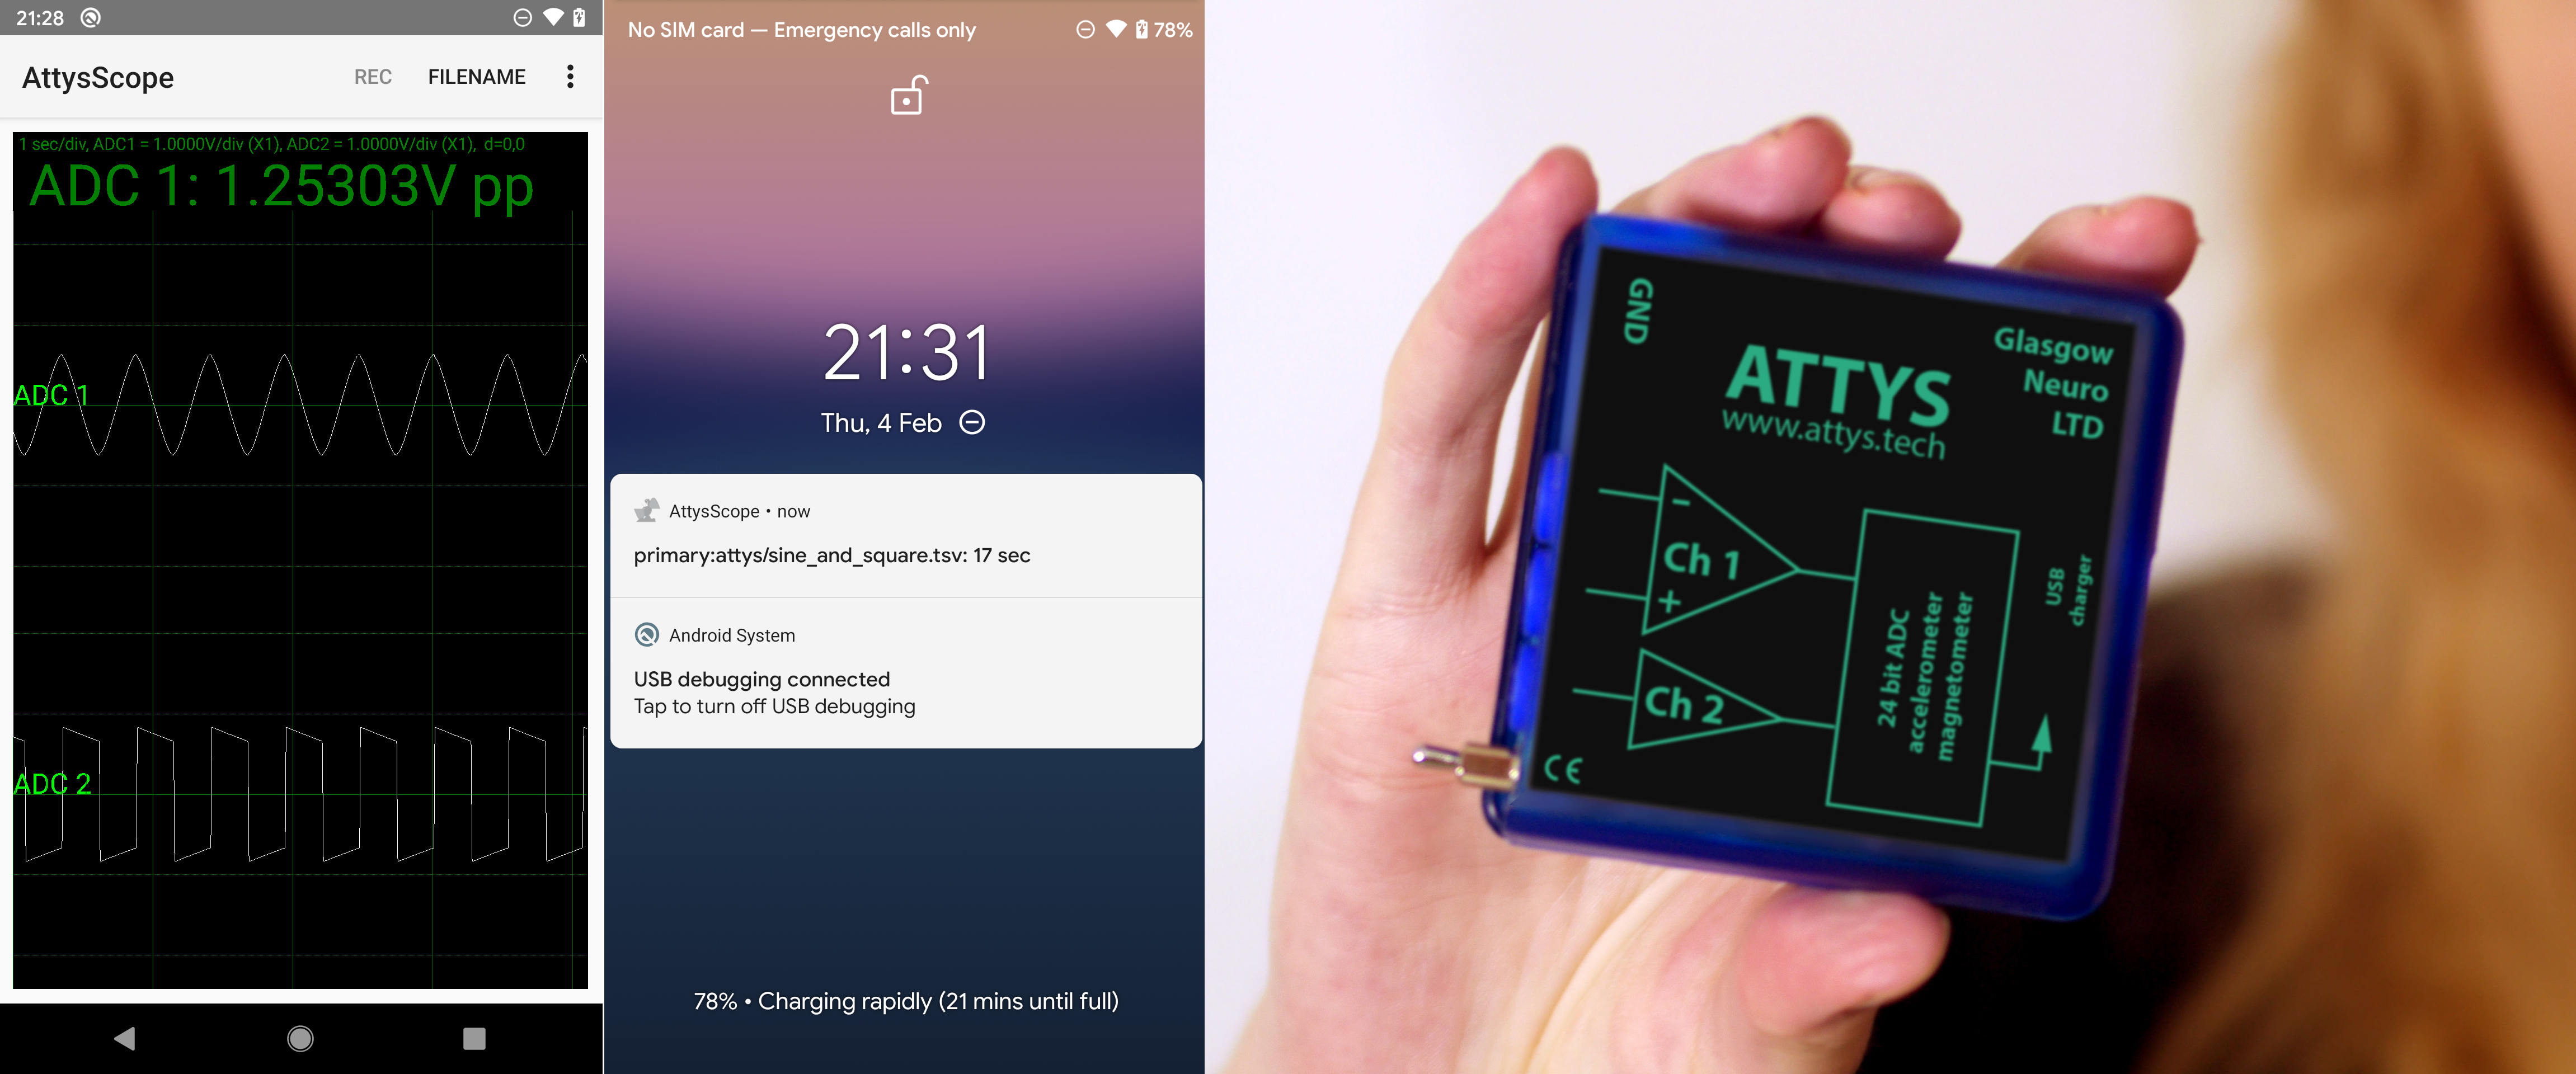 21:28
AttysScope
REC
FILENAME
1 sec/div, ADC1 = 1.0000V/div (X1), ADC2 = 1.0000V/div (X1), d=0,0
ADC 1: 1.25303V pp
ADC 1
ADC 2
No SIM card — Emergency calls only
78%
21:31
Thu, 4 Feb
AttysScope • now
primary:attys/sine_and_square.tsv: 17 sec
Android System
USB debugging connected
Tap to turn off USB debugging
78% • Charging rapidly (21 mins until full)
GND
Glasgow
Neuro
LTD
ATTYS
www.attys.tech
−
Ch 1
+
Ch 2
24 bit ADC
accelerometer
magnetometer
USB
charger
CE